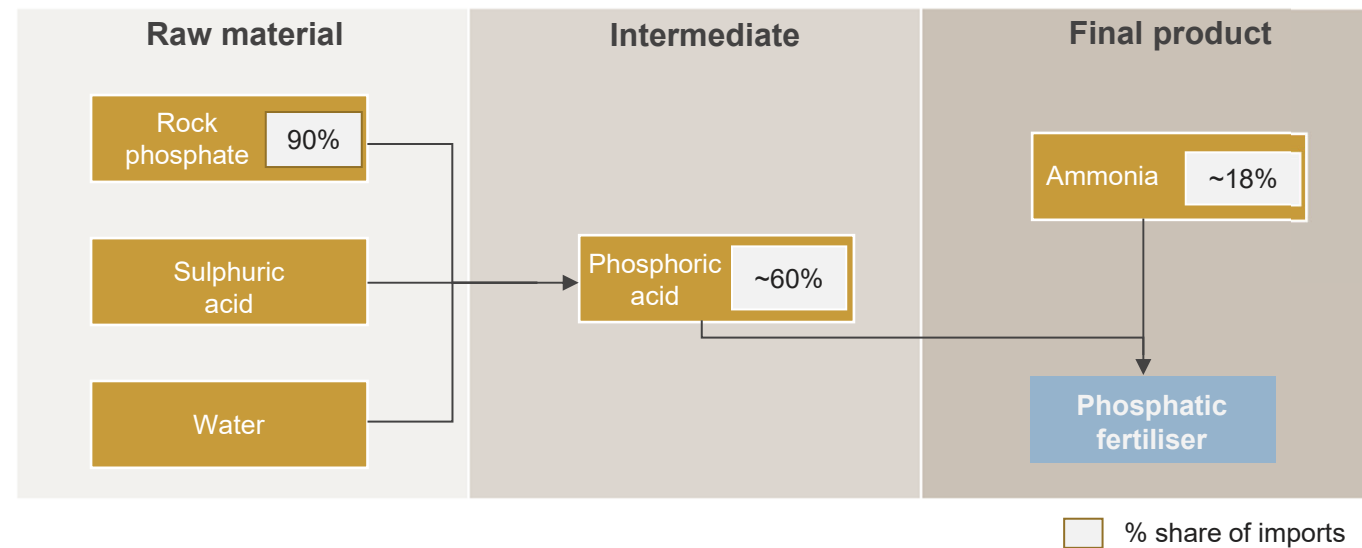 Raw material
Intermediate
Final product
Rock
phosphate
90%
Sulphuric
acid
Water
Phosphoric
acid
~60%
Ammonia
~18%
Phosphatic
fertiliser
% share of imports